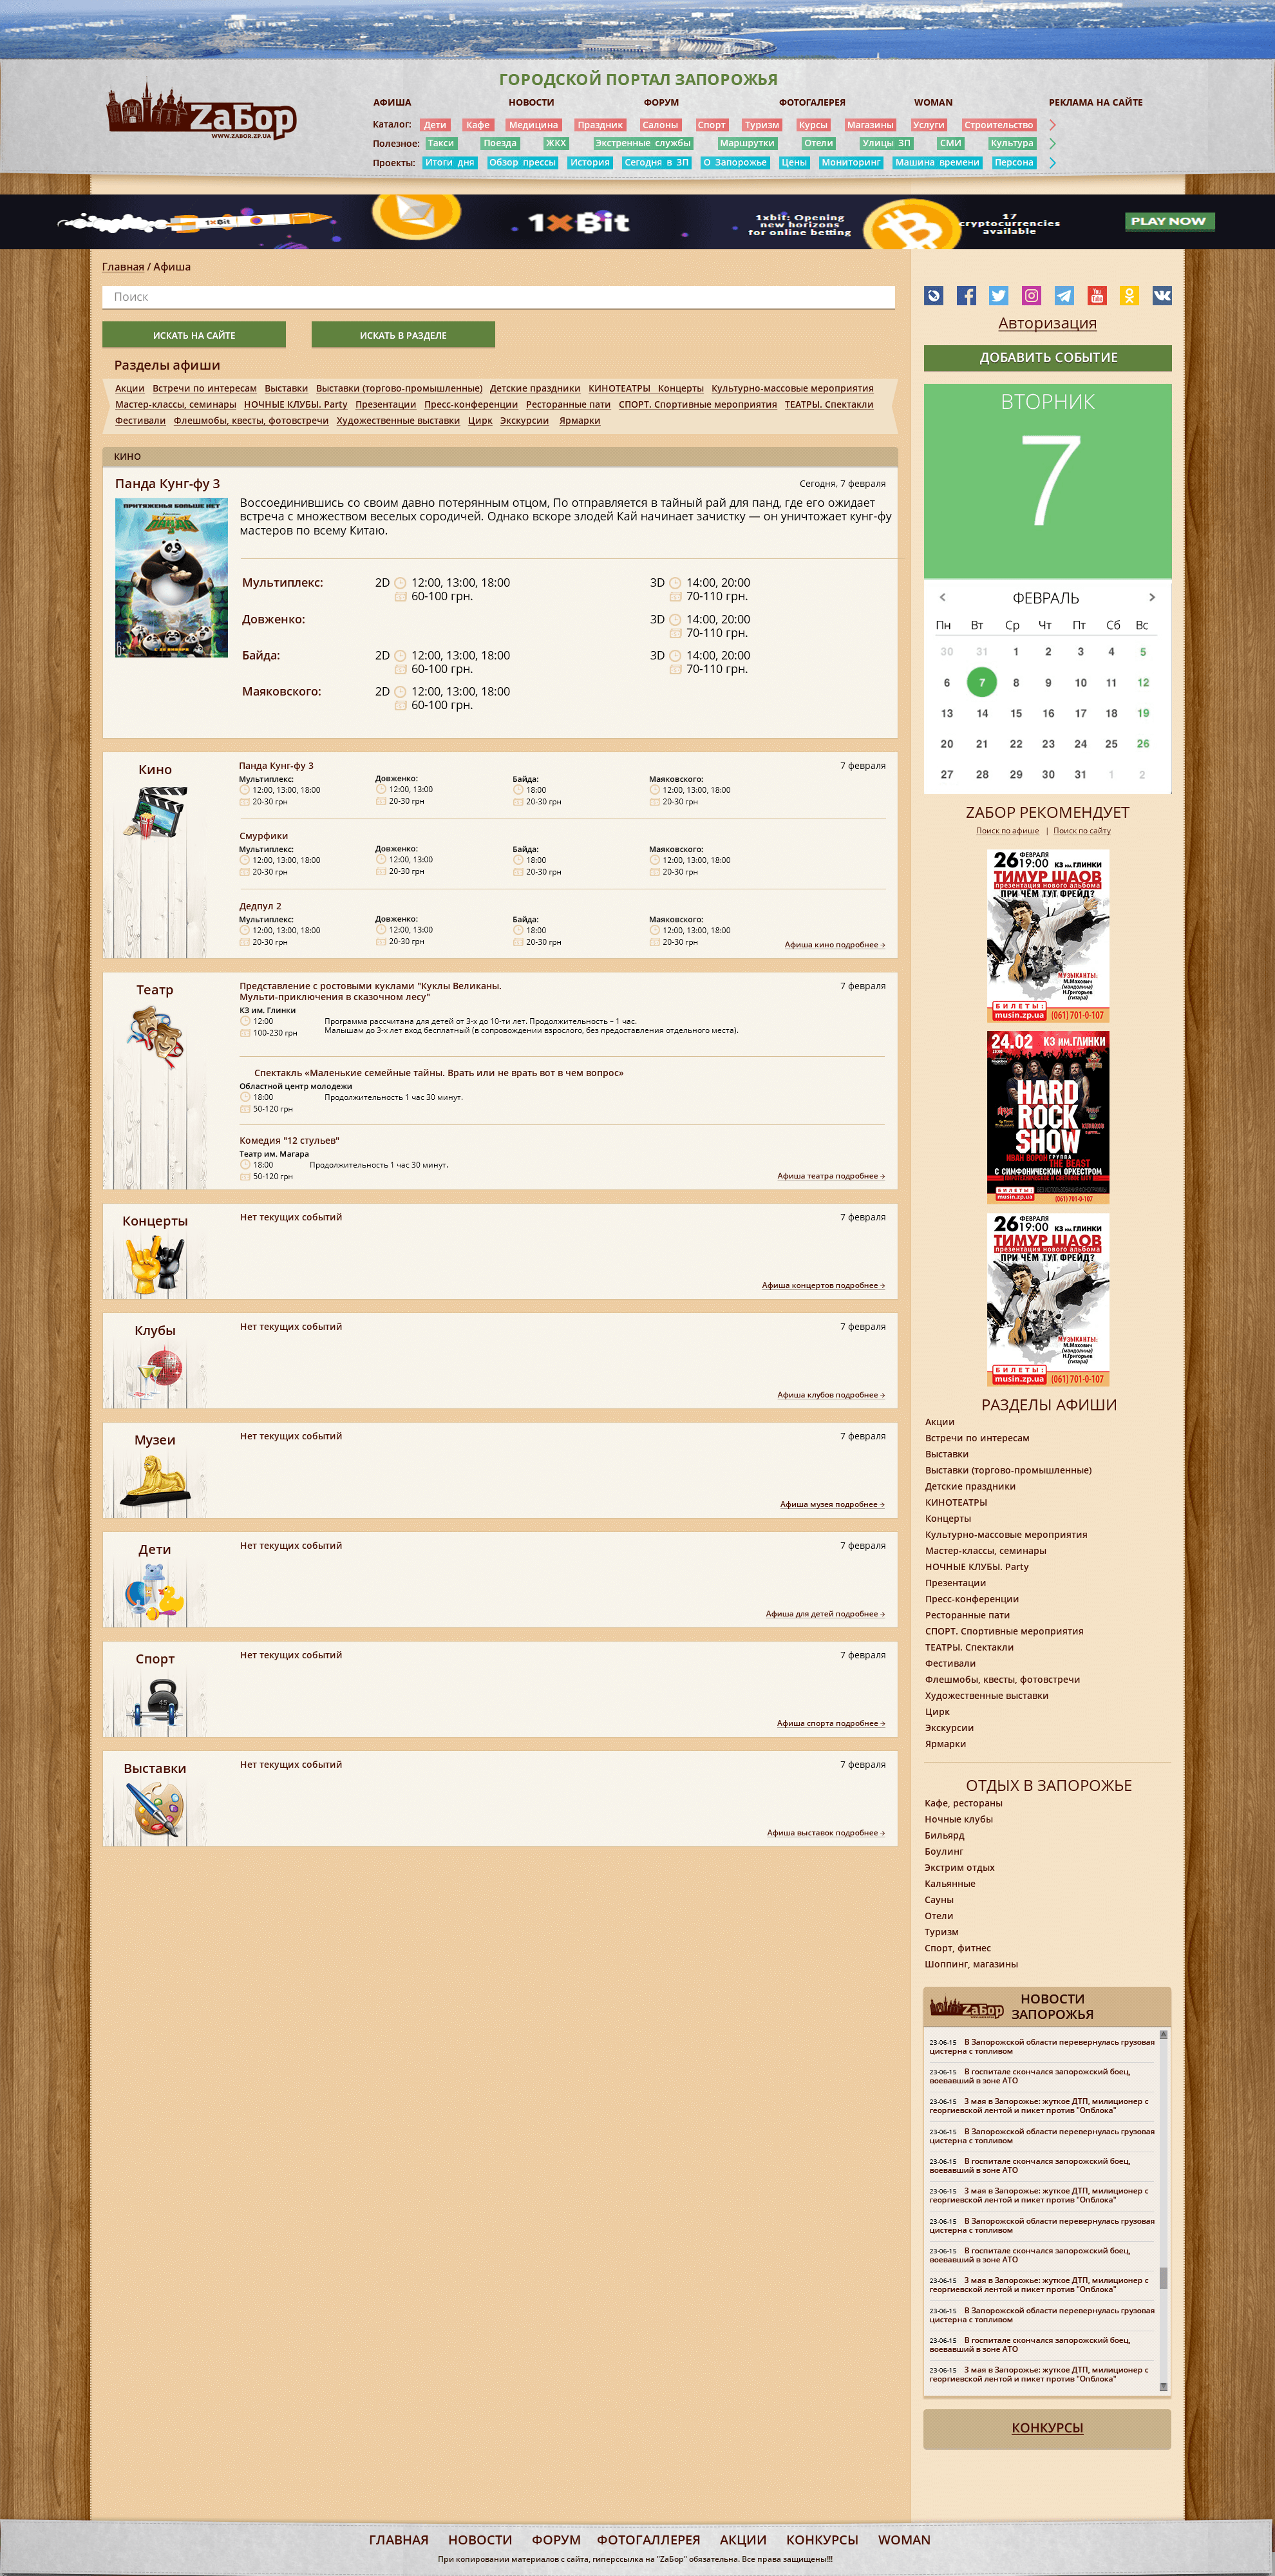 ГОРОДСКОЙ ПОРТАЛ ЗАПОРОЖЬЯ
ZаБор
WWW.ZABOR.ZP.UA
АФИША НОВОСТИ ФОРУМ ФОТОГАЛЕРЕЯ WOMAN РЕКЛАМА НА САЙТЕ
Каталог: Дети Кафе Медицина Праздник Салоны Спорт Туризм Курсы Магазины Услуги Строительство
Полезное: Такси Поезда ЖКХ Экстренные службы Маршрутки Отели Улицы ЗП СМИ Культура
Проекты: Итоги дня Обзор прессы История Сегодня в ЗП О Запорожье Цены Мониторинг Машина времени Персона
1xBit
1xBit
1xbit: Opening
new horizons
for online betting
17
cryptocurrencies
available
PLAY NOW
Главная / Афиша
Поиск
ИСКАТЬ НА САЙТЕ ИСКАТЬ В РАЗДЕЛЕ
Разделы афиши
Акции Встречи по интересам Выставки Выставки (торгово-промышленные) Детские праздники КИНОТЕАТРЫ Концерты Культурно-массовые мероприятия
Мастер-классы, семинары НОЧНЫЕ КЛУБЫ. Party Презентации Пресс-конференции Ресторанные пати СПОРТ. Спортивные мероприятия ТЕАТРЫ. Спектакли
Фестивали Флешмобы, квесты, фотовстречи Художественные выставки Цирк Экскурсии Ярмарки
КИНО
Панда Кунг-фу 3 Сегодня, 7 февраля
ПРИТЯЖЕНЬЯ БОЛЬШЕ НЕТ
КУНГ-ФУ
ПАНДА 3
6+
Воссоединившись со своим давно потерянным отцом, По отправляется в тайный рай для панд, где его ожидает
встреча с множеством веселых сородичей. Однако вскоре злодей Кай начинает зачистку — он уничтожает кунг-фу
мастеров по всему Китаю.
Мультиплекс: 2D 12:00, 13:00, 18:00 3D 14:00, 20:00
60-100 грн. 70-110 грн.
Довженко: 3D 14:00, 20:00
70-110 грн.
Байда: 2D 12:00, 13:00, 18:00 3D 14:00, 20:00
60-100 грн. 70-110 грн.
Маяковского: 2D 12:00, 13:00, 18:00
60-100 грн.
Кино
Панда Кунг-фу 3 7 февраля
Мультиплекс: Довженко: Байда: Маяковского:
12:00, 13:00, 18:00 12:00, 13:00 18:00 12:00, 13:00, 18:00
20-30 грн 20-30 грн 20-30 грн 20-30 грн
Смурфики
Мультиплекс: Довженко: Байда: Маяковского:
12:00, 13:00, 18:00 12:00, 13:00 18:00 12:00, 13:00, 18:00
20-30 грн 20-30 грн 20-30 грн 20-30 грн
Дедпул 2
Мультиплекс: Довженко: Байда: Маяковского:
12:00, 13:00, 18:00 12:00, 13:00 18:00 12:00, 13:00, 18:00
20-30 грн 20-30 грн 20-30 грн 20-30 грн
Афиша кино подробнее →
Театр
Представление с ростовыми куклами "Куклы Великаны. 7 февраля
Мульти-приключения в сказочном лесу"
КЗ им. Глинки
12:00 Программа рассчитана для детей от 3-х до 10-ти лет. Продолжительность – 1 час.
100-230 грн Малышам до 3-х лет вход бесплатный (в сопровождении взрослого, без предоставления отдельного места).
Спектакль «Маленькие семейные тайны. Врать или не врать вот в чем вопрос»
Областной центр молодежи
18:00 Продолжительность 1 час 30 минут.
50-120 грн
Комедия "12 стульев"
Театр им. Магара
18:00 Продолжительность 1 час 30 минут.
50-120 грн
Афиша театра подробнее →
Концерты
Нет текущих событий 7 февраля
Афиша концертов подробнее →
Клубы
Нет текущих событий 7 февраля
Афиша клубов подробнее →
Музеи
Нет текущих событий 7 февраля
Афиша музея подробнее →
Дети
Нет текущих событий 7 февраля
Афиша для детей подробнее →
Спорт
Нет текущих событий 7 февраля
45
Афиша спорта подробнее →
Выставки
Нет текущих событий 7 февраля
Афиша выставок подробнее →
You Tube
Авторизация
ДОБАВИТЬ СОБЫТИЕ
ВТОРНИК
7
ФЕВРАЛЬ
Пн Вт Ср Чт Пт Сб Вс
30 31 1 2 3 4 5
6 7 8 9 10 11 12
13 14 15 16 17 18 19
20 21 22 23 24 25 26
27 28 29 30 31 1 2
ZАБОР РЕКОМЕНДУЕТ
Поиск по афише | Поиск по сайту
26 ФЕВРАЛЯ 19:00 КЗ им. ГЛИНКИ
ТИМУР ШАОВ
презентация нового альбома
ПРИ ЧЁМ ТУТ ФРЕЙД?
МУЗЫКАНТЫ:
М.Махович
(мандолина)
Н.Григорьев
(гитара)
БИЛЕТЫ:
musin.zp.ua (061) 701-0-107
24.02 КЗ им.ГЛИНКИ
HARD
ROCK
SHOW
ИВАН ВОРОН ГРУППА
THE BEAST
С СИМФОНИЧЕСКИМ ОРКЕСТРОМ
БИЛЕТЫ:
musin.zp.ua (061) 701-0-107
26 ФЕВРАЛЯ 19:00 КЗ им. ГЛИНКИ
ТИМУР ШАОВ
презентация нового альбома
ПРИ ЧЁМ ТУТ ФРЕЙД?
МУЗЫКАНТЫ:
М.Махович
(мандолина)
Н.Григорьев
(гитара)
БИЛЕТЫ:
musin.zp.ua (061) 701-0-107
РАЗДЕЛЫ АФИШИ
Акции
Встречи по интересам
Выставки
Выставки (торгово-промышленные)
Детские праздники
КИНОТЕАТРЫ
Концерты
Культурно-массовые мероприятия
Мастер-классы, семинары
НОЧНЫЕ КЛУБЫ. Party
Презентации
Пресс-конференции
Ресторанные пати
СПОРТ. Спортивные мероприятия
ТЕАТРЫ. Спектакли
Фестивали
Флешмобы, квесты, фотовстречи
Художественные выставки
Цирк
Экскурсии
Ярмарки
ОТДЫХ В ЗАПОРОЖЬЕ
Кафе, рестораны
Ночные клубы
Бильярд
Боулинг
Экстрим отдых
Кальянные
Сауны
Отели
Туризм
Спорт, фитнес
Шоппинг, магазины
ZаБор НОВОСТИ
ЗАПОРОЖЬЯ
23-06-15 В Запорожской области перевернулась грузовая
цистерна с топливом
23-06-15 В госпитале скончался запорожский боец,
воевавший в зоне АТО
23-06-15 3 мая в Запорожье: жуткое ДТП, милиционер с
георгиевской лентой и пикет против "Опблока"
23-06-15 В Запорожской области перевернулась грузовая
цистерна с топливом
23-06-15 В госпитале скончался запорожский боец,
воевавший в зоне АТО
23-06-15 3 мая в Запорожье: жуткое ДТП, милиционер с
георгиевской лентой и пикет против "Опблока"
23-06-15 В Запорожской области перевернулась грузовая
цистерна с топливом
23-06-15 В госпитале скончался запорожский боец,
воевавший в зоне АТО
23-06-15 3 мая в Запорожье: жуткое ДТП, милиционер с
георгиевской лентой и пикет против "Опблока"
23-06-15 В Запорожской области перевернулась грузовая
цистерна с топливом
23-06-15 В госпитале скончался запорожский боец,
воевавший в зоне АТО
23-06-15 3 мая в Запорожье: жуткое ДТП, милиционер с
георгиевской лентой и пикет против "Опблока"
КОНКУРСЫ
ГЛАВНАЯ НОВОСТИ ФОРУМ ФОТОГАЛЛЕРЕЯ АКЦИИ КОНКУРСЫ WOMAN
При копировании материалов с сайта, гиперссылка на "ZаБор" обязательна. Все права защищены!!!